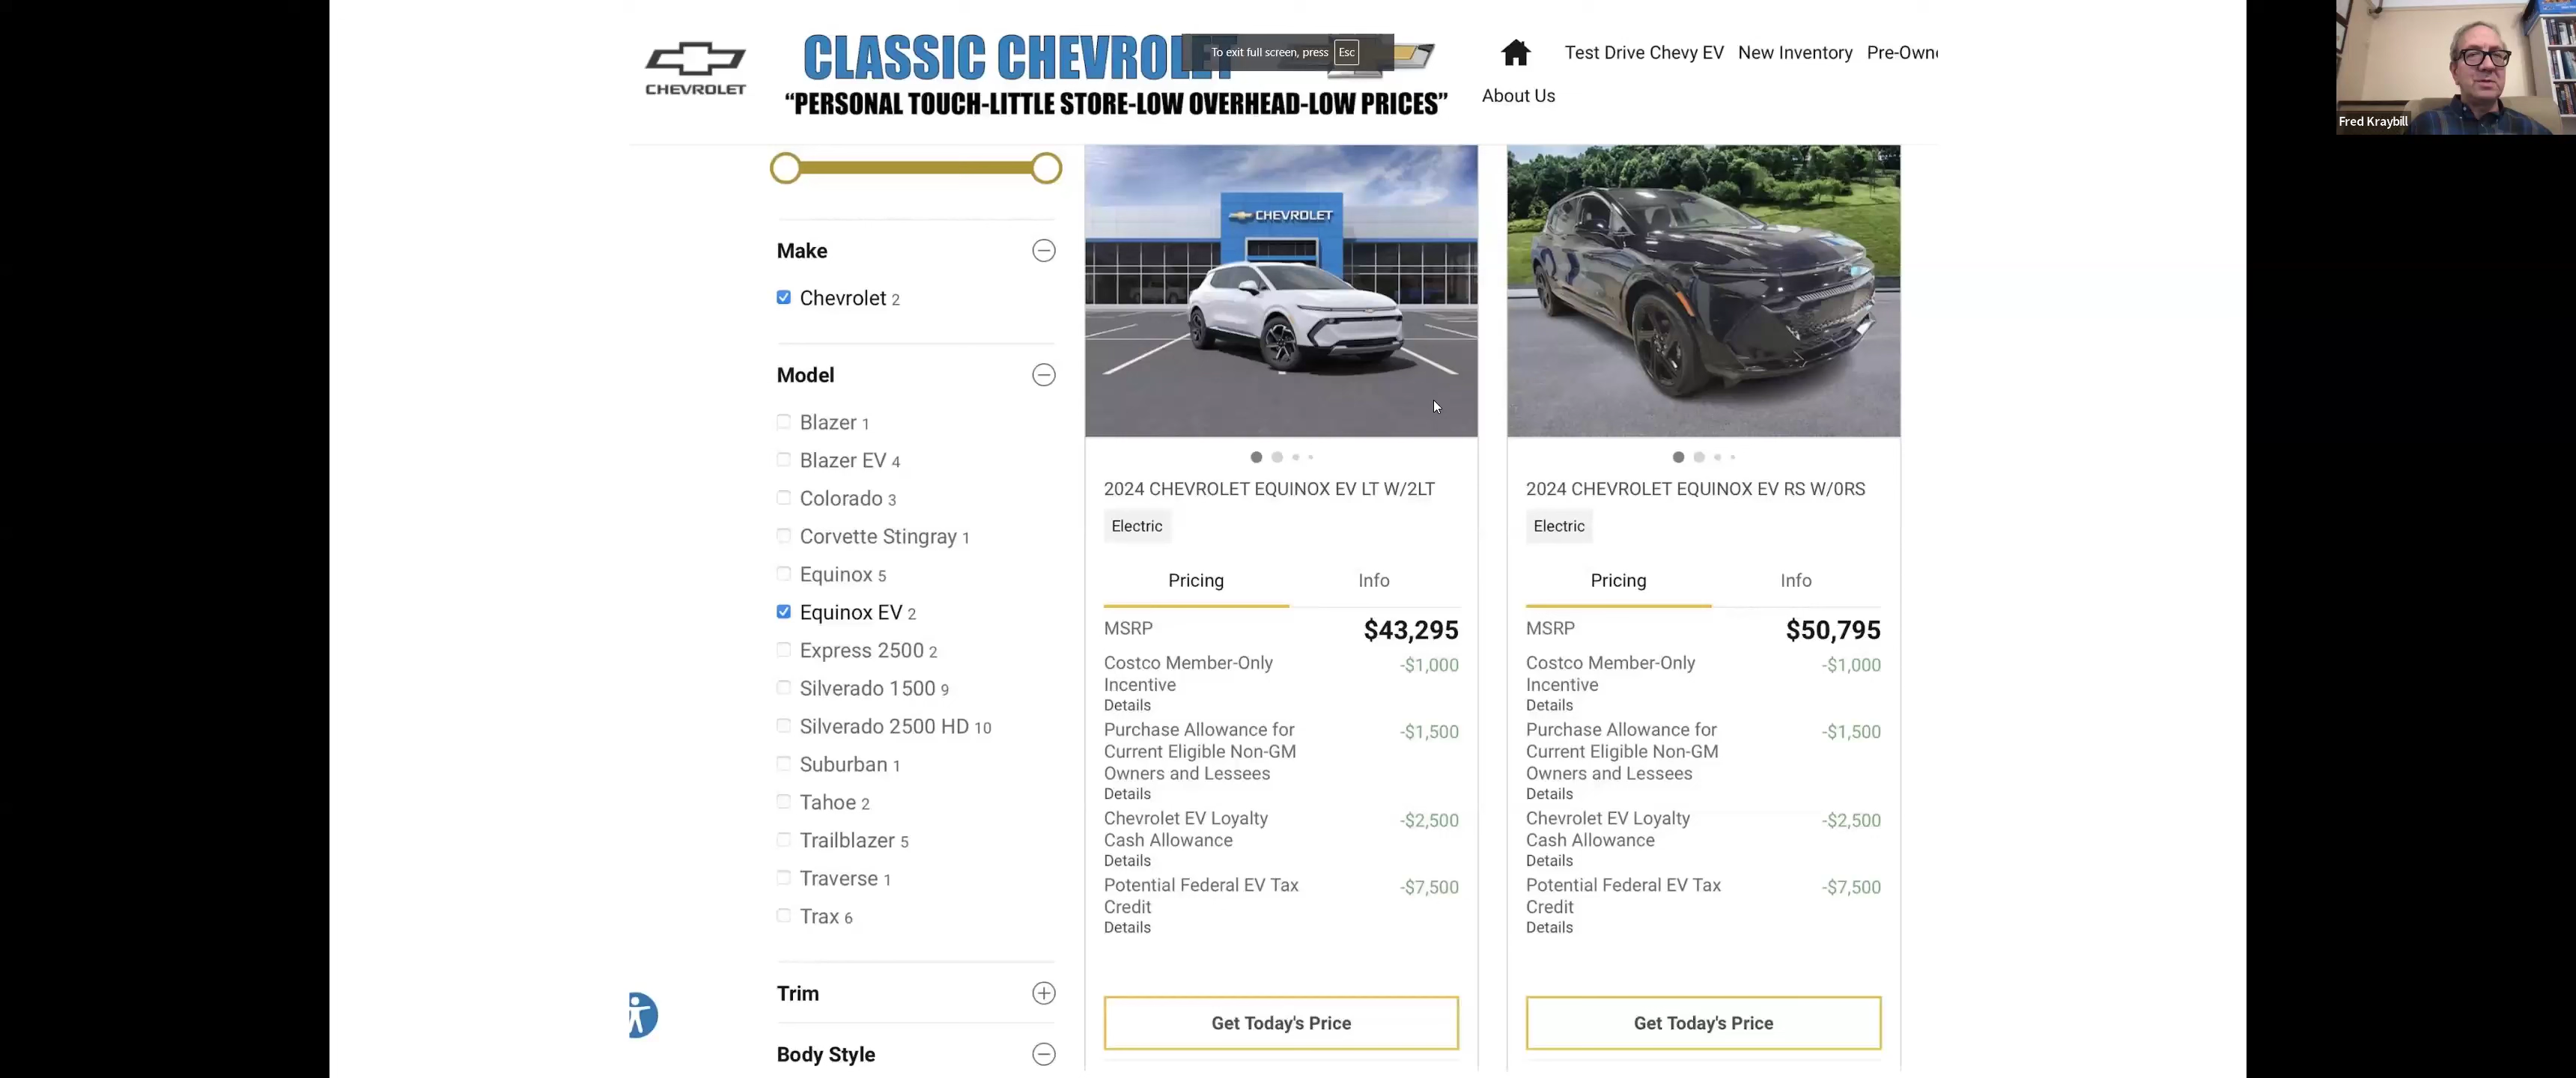 CHEVROLET
CLASSIC CHEVROLET
"PERSONAL TOUCH-LITTLE STORE-LOW OVERHEAD-LOW PRICES"
To exit full screen, press Esc
Test Drive Chevy EV New Inventory Pre-Owne
About Us
Fred Kraybill
Make
Chevrolet 2
Model
Blazer 1
Blazer EV 4
Colorado 3
Corvette Stingray 1
Equinox 5
Equinox EV 2
Express 2500 2
Silverado 1500 9
Silverado 2500 HD 10
Suburban 1
Tahoe 2
Trailblazer 5
Traverse 1
Trax 6
Trim
Body Style
CHEVROLET
2024 CHEVROLET EQUINOX EV LT W/2LT
Electric
Pricing Info
MSRP $43,295
Costco Member-Only -$1,000
Incentive
Details
Purchase Allowance for -$1,500
Current Eligible Non-GM
Owners and Lessees
Details
Chevrolet EV Loyalty -$2,500
Cash Allowance
Details
Potential Federal EV Tax -$7,500
Credit
Details
Get Today's Price
2024 CHEVROLET EQUINOX EV RS W/0RS
Electric
Pricing Info
MSRP $50,795
Costco Member-Only -$1,000
Incentive
Details
Purchase Allowance for -$1,500
Current Eligible Non-GM
Owners and Lessees
Details
Chevrolet EV Loyalty -$2,500
Cash Allowance
Details
Potential Federal EV Tax -$7,500
Credit
Details
Get Today's Price